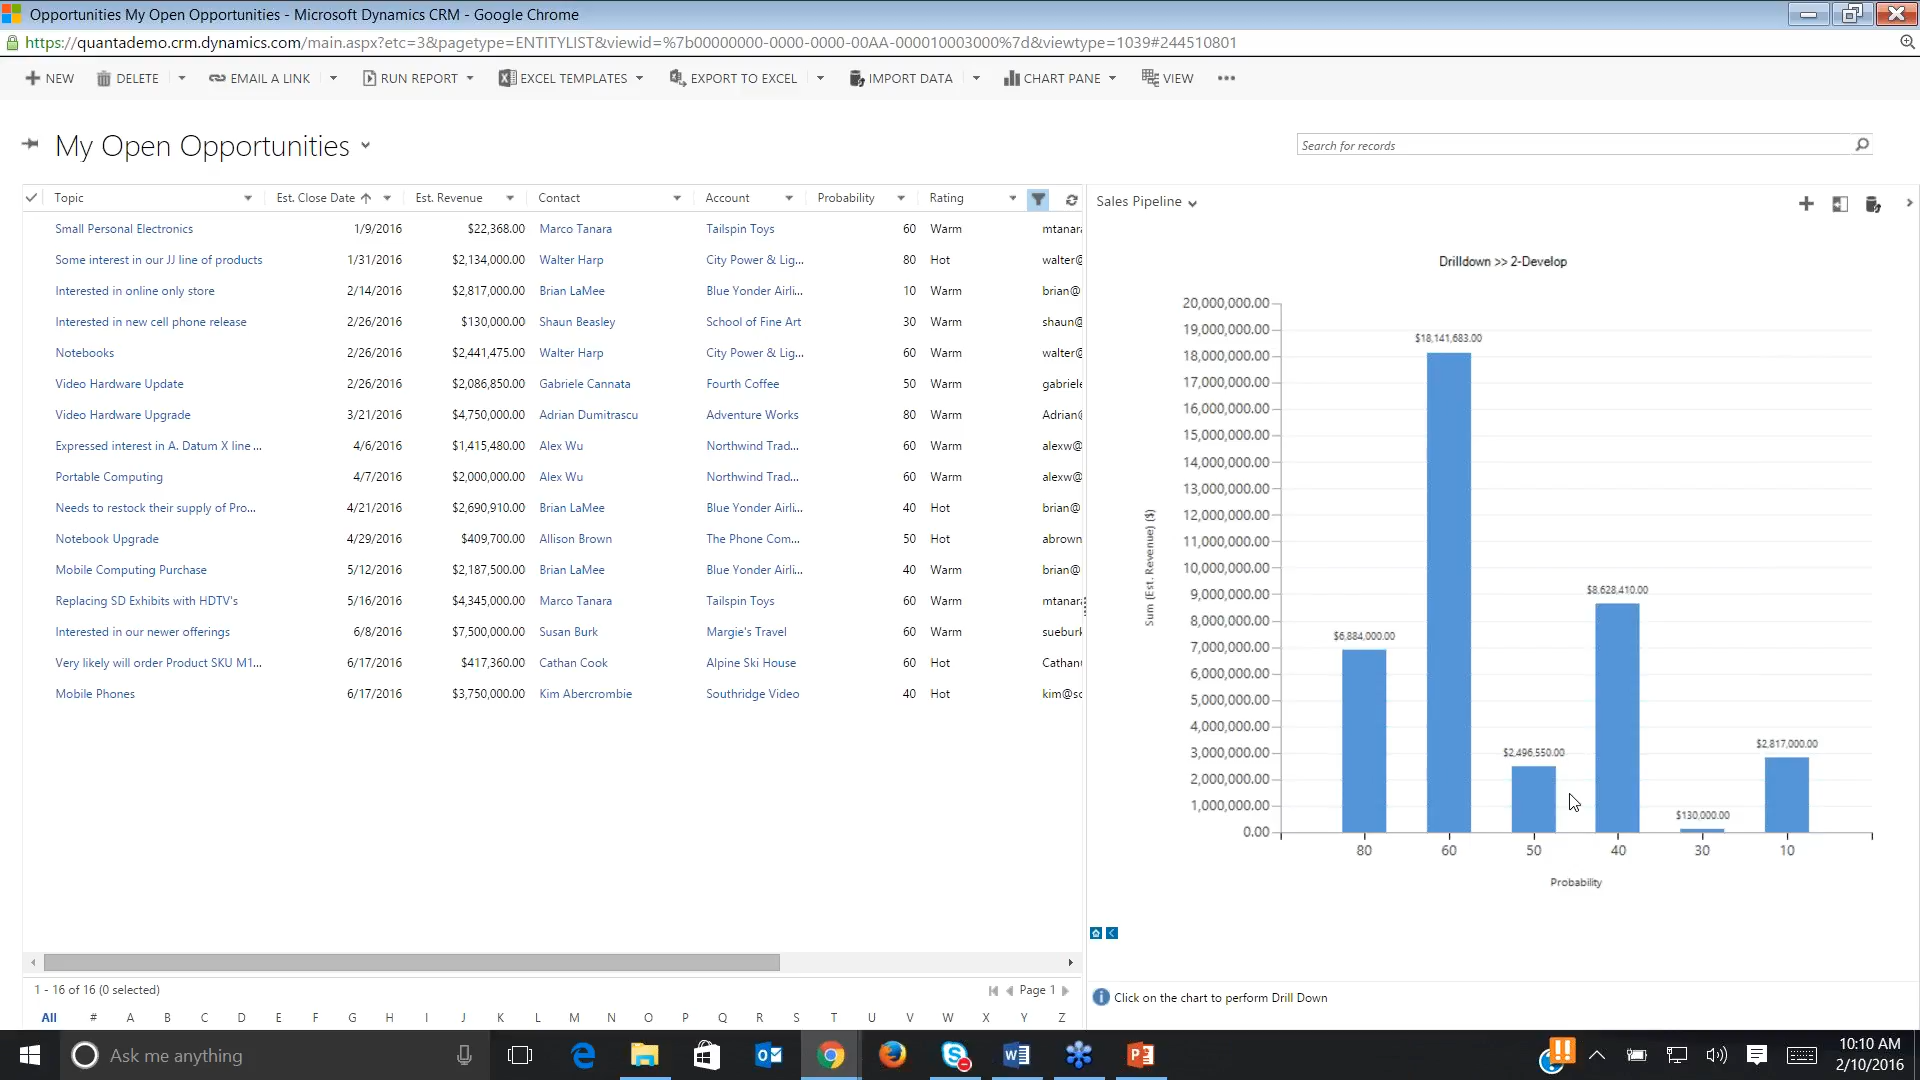 Opportunities My Open Opportunities - Microsoft Dynamics CRM - Google Chrome
https://quantademo.crm.dynamics.com/main.aspx?etc=3&pagetype=ENTITYLIST&viewid=%7b00000000-0000-0000-00AA-000010003000%7d&viewtype=1039#244510801
NEW DELETE EMAIL A LINK RUN REPORT EXCEL TEMPLATES EXPORT TO EXCEL IMPORT DATA CHART PANE VIEW •••
My Open Opportunities
Search for records
Topic Est. Close Date Est. Revenue Contact Account Probability Rating
Small Personal Electronics 1/9/2016 $22,368.00 Marco Tanara Tailspin Toys 60 Warm mtanar
Some interest in our JJ line of products 1/31/2016 $2,134,000.00 Walter Harp City Power & Lig... 80 Hot walter@
Interested in online only store 2/14/2016 $2,817,000.00 Brian LaMee Blue Yonder Airli... 10 Warm brian@
Interested in new cell phone release 2/26/2016 $130,000.00 Shaun Beasley School of Fine Art 30 Warm shaun@
Notebooks 2/26/2016 $2,441,475.00 Walter Harp City Power & Lig... 60 Warm walter@
Video Hardware Update 2/26/2016 $2,086,850.00 Gabriele Cannata Fourth Coffee 50 Warm gabriele
Video Hardware Upgrade 3/21/2016 $4,750,000.00 Adrian Dumitrascu Adventure Works 80 Warm Adrian@
Expressed interest in A. Datum X line ... 4/6/2016 $1,415,480.00 Alex Wu Northwind Trad... 60 Warm alexw@
Portable Computing 4/7/2016 $2,000,000.00 Alex Wu Northwind Trad... 60 Warm alexw@
Needs to restock their supply of Pro... 4/21/2016 $2,690,910.00 Brian LaMee Blue Yonder Airli... 40 Hot brian@
Notebook Upgrade 4/29/2016 $409,700.00 Allison Brown The Phone Com... 50 Hot abrown
Mobile Computing Purchase 5/12/2016 $2,187,500.00 Brian LaMee Blue Yonder Airli... 40 Warm brian@
Replacing SD Exhibits with HDTV's 5/16/2016 $4,345,000.00 Marco Tanara Tailspin Toys 60 Warm mtanar
Interested in our newer offerings 6/8/2016 $7,500,000.00 Susan Burk Margie's Travel 60 Warm sueburk
Very likely will order Product SKU M1... 6/17/2016 $417,360.00 Cathan Cook Alpine Ski House 60 Hot Cathan
Mobile Phones 6/17/2016 $3,750,000.00 Kim Abercrombie Southridge Video 40 Hot kim@so
1 - 16 of 16 (0 selected) Page 1
All # A B C D E F G H I J K L M N O P Q R S T U V W X Y Z
Sales Pipeline
Drilldown >> 2-Develop
Sum (Est. Revenue) ($)
20,000,000.00
19,000,000.00
18,000,000.00
17,000,000.00
16,000,000.00
15,000,000.00
14,000,000.00
13,000,000.00
12,000,000.00
11,000,000.00
10,000,000.00
9,000,000.00
8,000,000.00
7,000,000.00
6,000,000.00
5,000,000.00
4,000,000.00
3,000,000.00
2,000,000.00
1,000,000.00
0.00
$6,884,000.00
$18,141,683.00
$2,496,550.00
$8,628,410.00
$130,000.00
$2,817,000.00
80 60 50 40 30 10
Probability
Click on the chart to perform Drill Down
Ask me anything
10:10 AM
2/10/2016